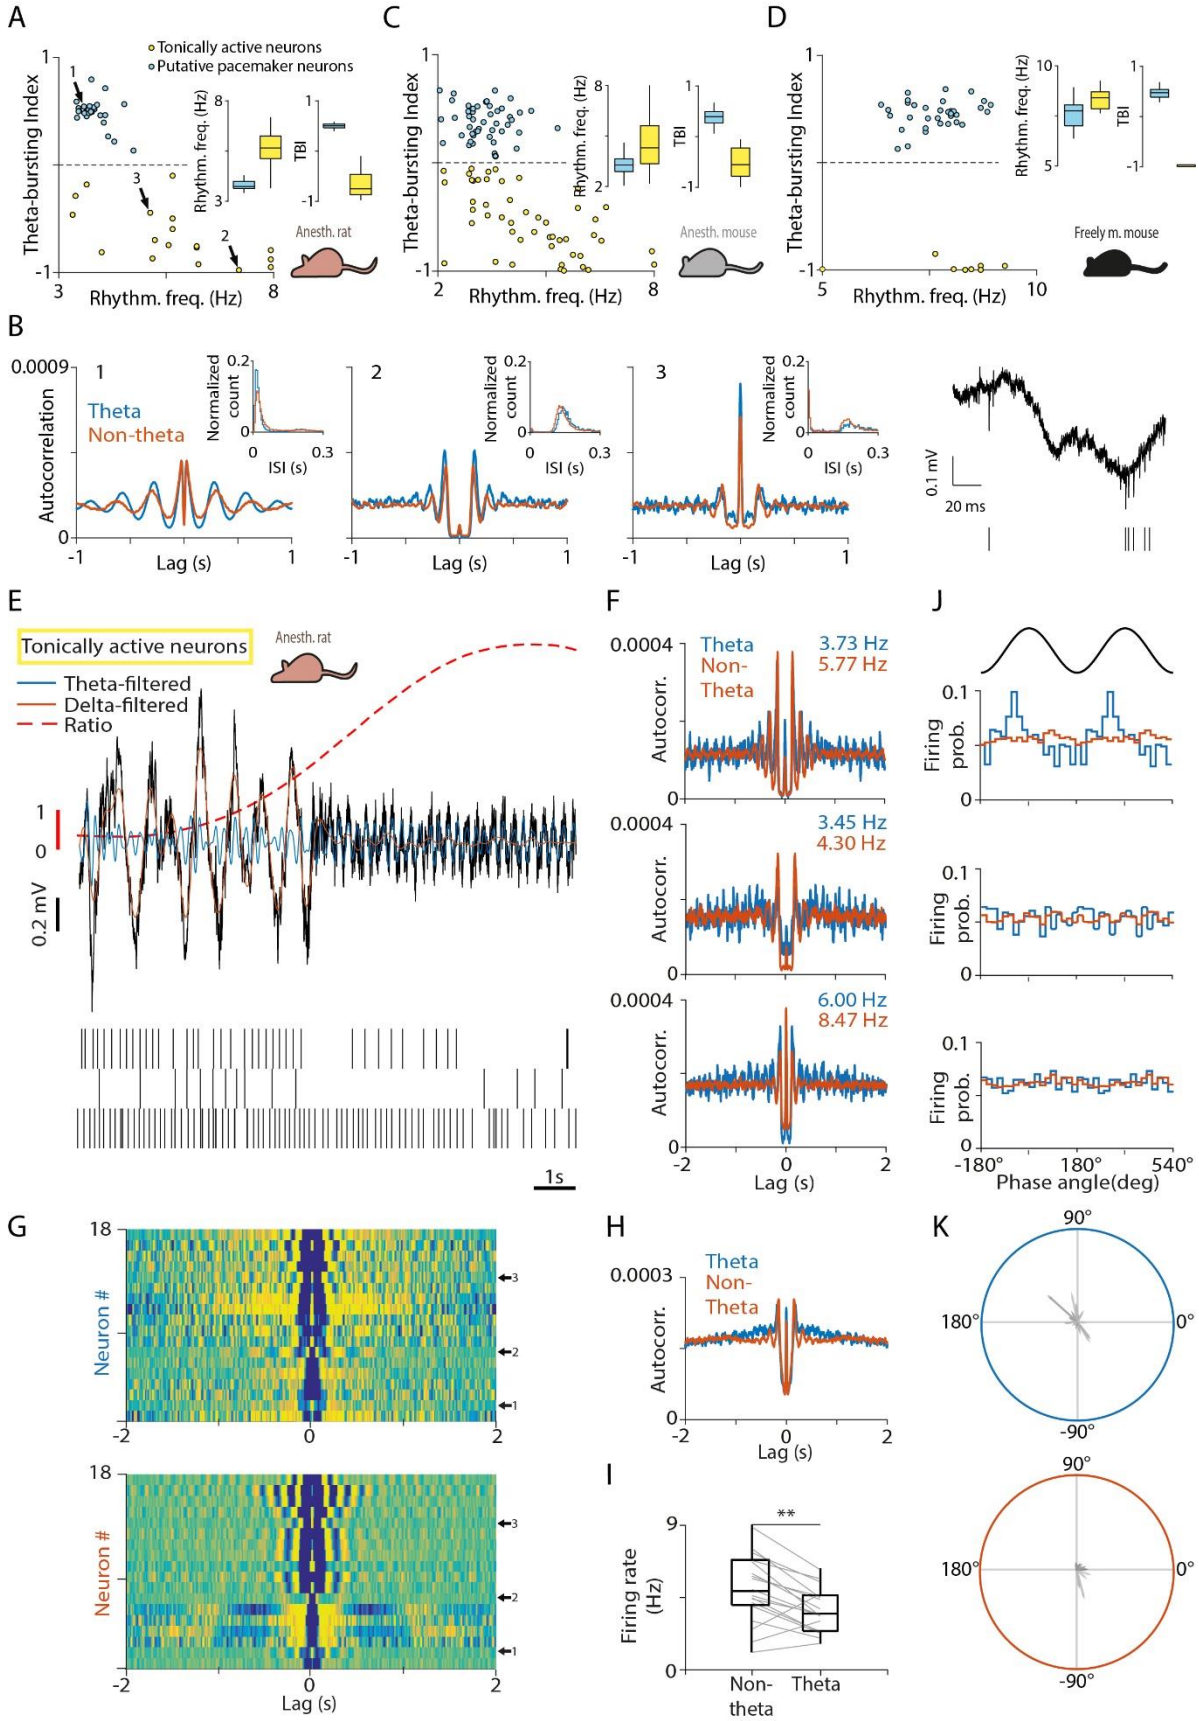 A
Tonically active neurons
Putative pacemaker neurons
1
Theta-bursting Index
-1
3
8
Rhythm. freq. (Hz)
1
3
2
8
3
Rhythm. freq. (Hz)
1
-1
TBI
Anesth. rat
C
1
-1
Theta-bursting Index
2
8
Rhythm. freq. (Hz)
8
2
Rhythm. freq. (Hz)
1
-1
TBI
Anesth. mouse
D
1
-1
Theta-bursting Index
5
10
Rhythm. freq. (Hz)
10
5
Rhythm. freq. (Hz)
1
-1
TBI
Freely m. mouse
B
0.0009
0
Autocorrelation
1
Theta
Non-theta
-1
1
Lag (s)
0.2
0
Normalized
count
0
0.3
ISI (s)
2
-1
1
Lag (s)
0.2
0
Normalized
count
0
0.3
ISI (s)
3
-1
1
Lag (s)
0.2
0
Normalized
count
0
0.3
ISI (s)
0.1 mV
20 ms
E
Tonically active neurons
Anesth. rat
Theta-filtered
Delta-filtered
Ratio
1
0
0.2 mV
1s
F
0.0004
0
Autocorr.
Theta
Non-
Theta
3.73 Hz
5.77 Hz
0.0004
0
Autocorr.
3.45 Hz
4.30 Hz
0.0004
0
Autocorr.
6.00 Hz
8.47 Hz
-2
0
2
Lag (s)
J
0.1
0
Firing
prob.
0.1
0
Firing
prob.
0.1
0
Firing
prob.
-180°
180°
540°
Phase angle(deg)
G
18
Neuron #
3
2
1
-2
0
2
18
Neuron #
3
2
1
-2
0
2
Lag (s)
H
Theta
Non-
Theta
0.0003
0
Autocorr.
-2
0
2
Lag (s)
I
**
9
0
Firing rate
(Hz)
Non-
theta
Theta
K
90°
180°
0°
-90°
90°
180°
0°
-90°